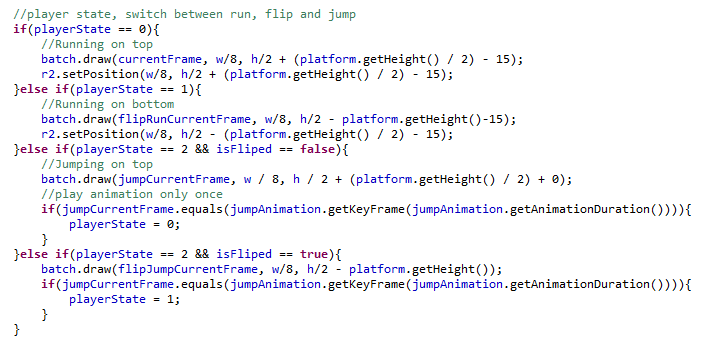 //player state, switch between run, flip and jump
if(playerState == 0){
    //Running on top
    batch.draw(currentFrame, w/8, h/2 + (platform.getHeight() / 2) - 15);
    r2.setPosition(w/8, h/2 + (platform.getHeight() / 2) - 15);
}else if(playerState == 1){
    //Running on bottom
    batch.draw(flipRunCurrentFrame, w/8, h/2 - platform.getHeight()-15);
    r2.setPosition(w/8, h/2 - (platform.getHeight() / 2) - 15);
}else if(playerState == 2 && isFliped == false){
    //Jumping on top
    batch.draw(jumpCurrentFrame, w / 8, h / 2 + (platform.getHeight() / 2) + 0);
    //play animation only once
    if(jumpCurrentFrame.equals(jumpAnimation.getKeyFrame(jumpAnimation.getAnimationDuration()))){
        playerState = 0;
    }
}else if(playerState == 2 && isFliped == true){
    batch.draw(flipJumpCurrentFrame, w/8, h/2 - platform.getHeight());
    if(jumpCurrentFrame.equals(jumpAnimation.getKeyFrame(jumpAnimation.getAnimationDuration()))){
        playerState = 1;
    }
}